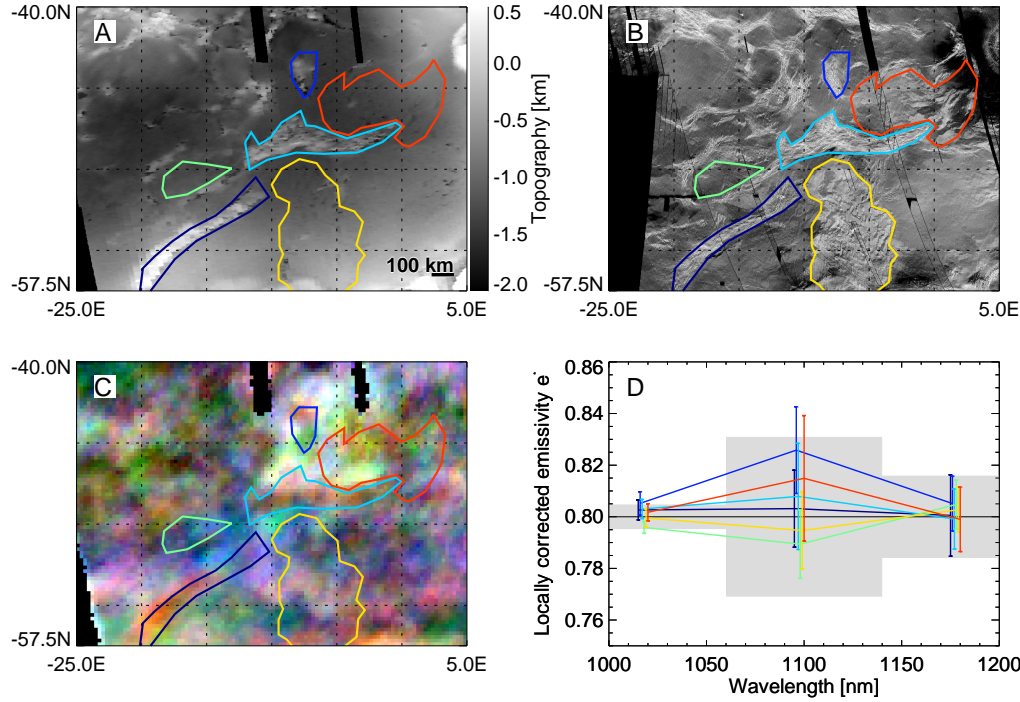 A
-40.0N
-57.5N
-25.0E
5.0E
100 km
0.5
0.0
-0.5
-1.0
-1.5
-2.0
Topography [km]
B
-40.0N
-57.5N
-25.0E
5.0E
C
-40.0N
-57.5N
-25.0E
5.0E
D
0.86
0.84
0.82
0.80
0.78
0.76
Locally corrected emissivity e*
1000
1050
1100
1150
1200
Wavelength [nm]